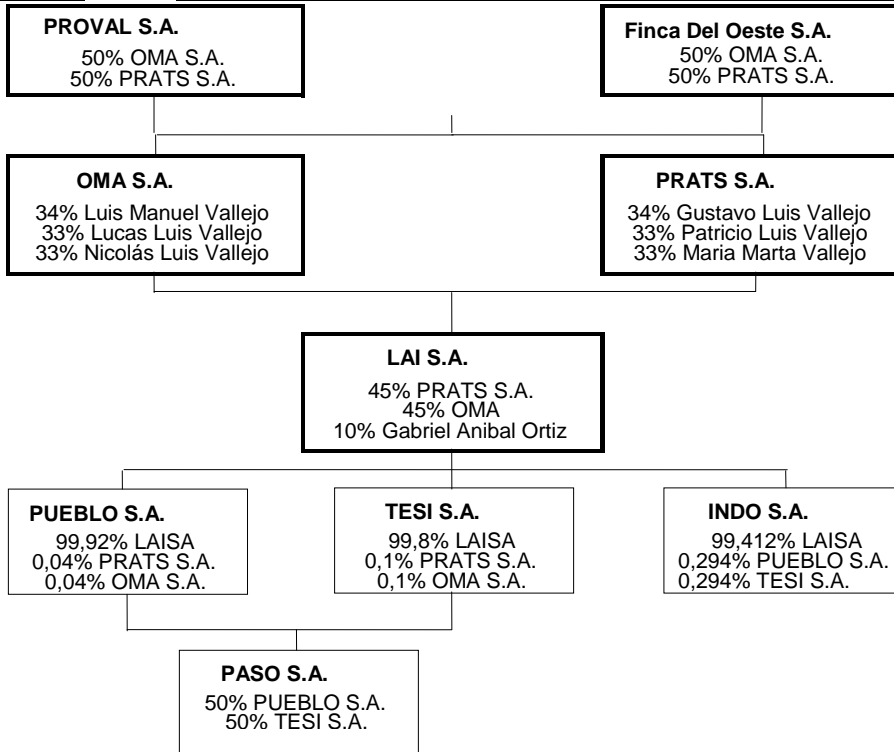 PROVAL S.A.
50% OMA S.A.
50% PRATS S.A.
Finca Del Oeste S.A.
50% OMA S.A.
50% PRATS S.A.
OMA S.A.
34% Luis Manuel Vallejo
33% Lucas Luis Vallejo
33% Nicolás Luis Vallejo
PRATS S.A.
34% Gustavo Luis Vallejo
33% Patricio Luis Vallejo
33% Maria Marta Vallejo
LAI S.A.
45% PRATS S.A.
45% OMA
10% Gabriel Anibal Ortiz
PUEBLO S.A.
99,92% LAISA
0,04% PRATS S.A.
0,04% OMA S.A.
TESI S.A.
99,8% LAISA
0,1% PRATS S.A.
0,1% OMA S.A.
INDO S.A.
99,412% LAISA
0,294% PUEBLO S.A.
0,294% TESI S.A.
PASO S.A.
50% PUEBLO S.A.
50% TESI S.A.